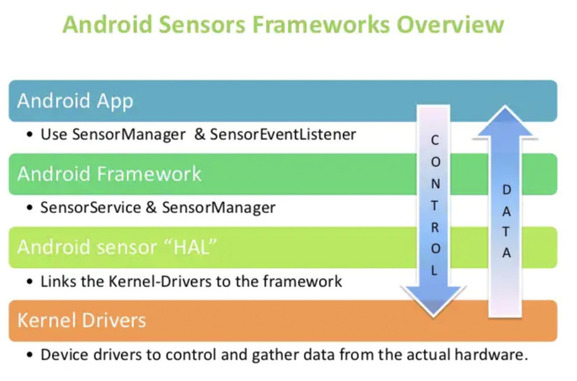 Android Sensors Frameworks Overview
Android App
• Use SensorManager & SensorEventListener
Android Framework
• SensorService & SensorManager
Android sensor “HAL”
• Links the Kernel-Drivers to the framework
Kernel Drivers
• Device drivers to control and gather data from the actual hardware.
CONTROL
DATA